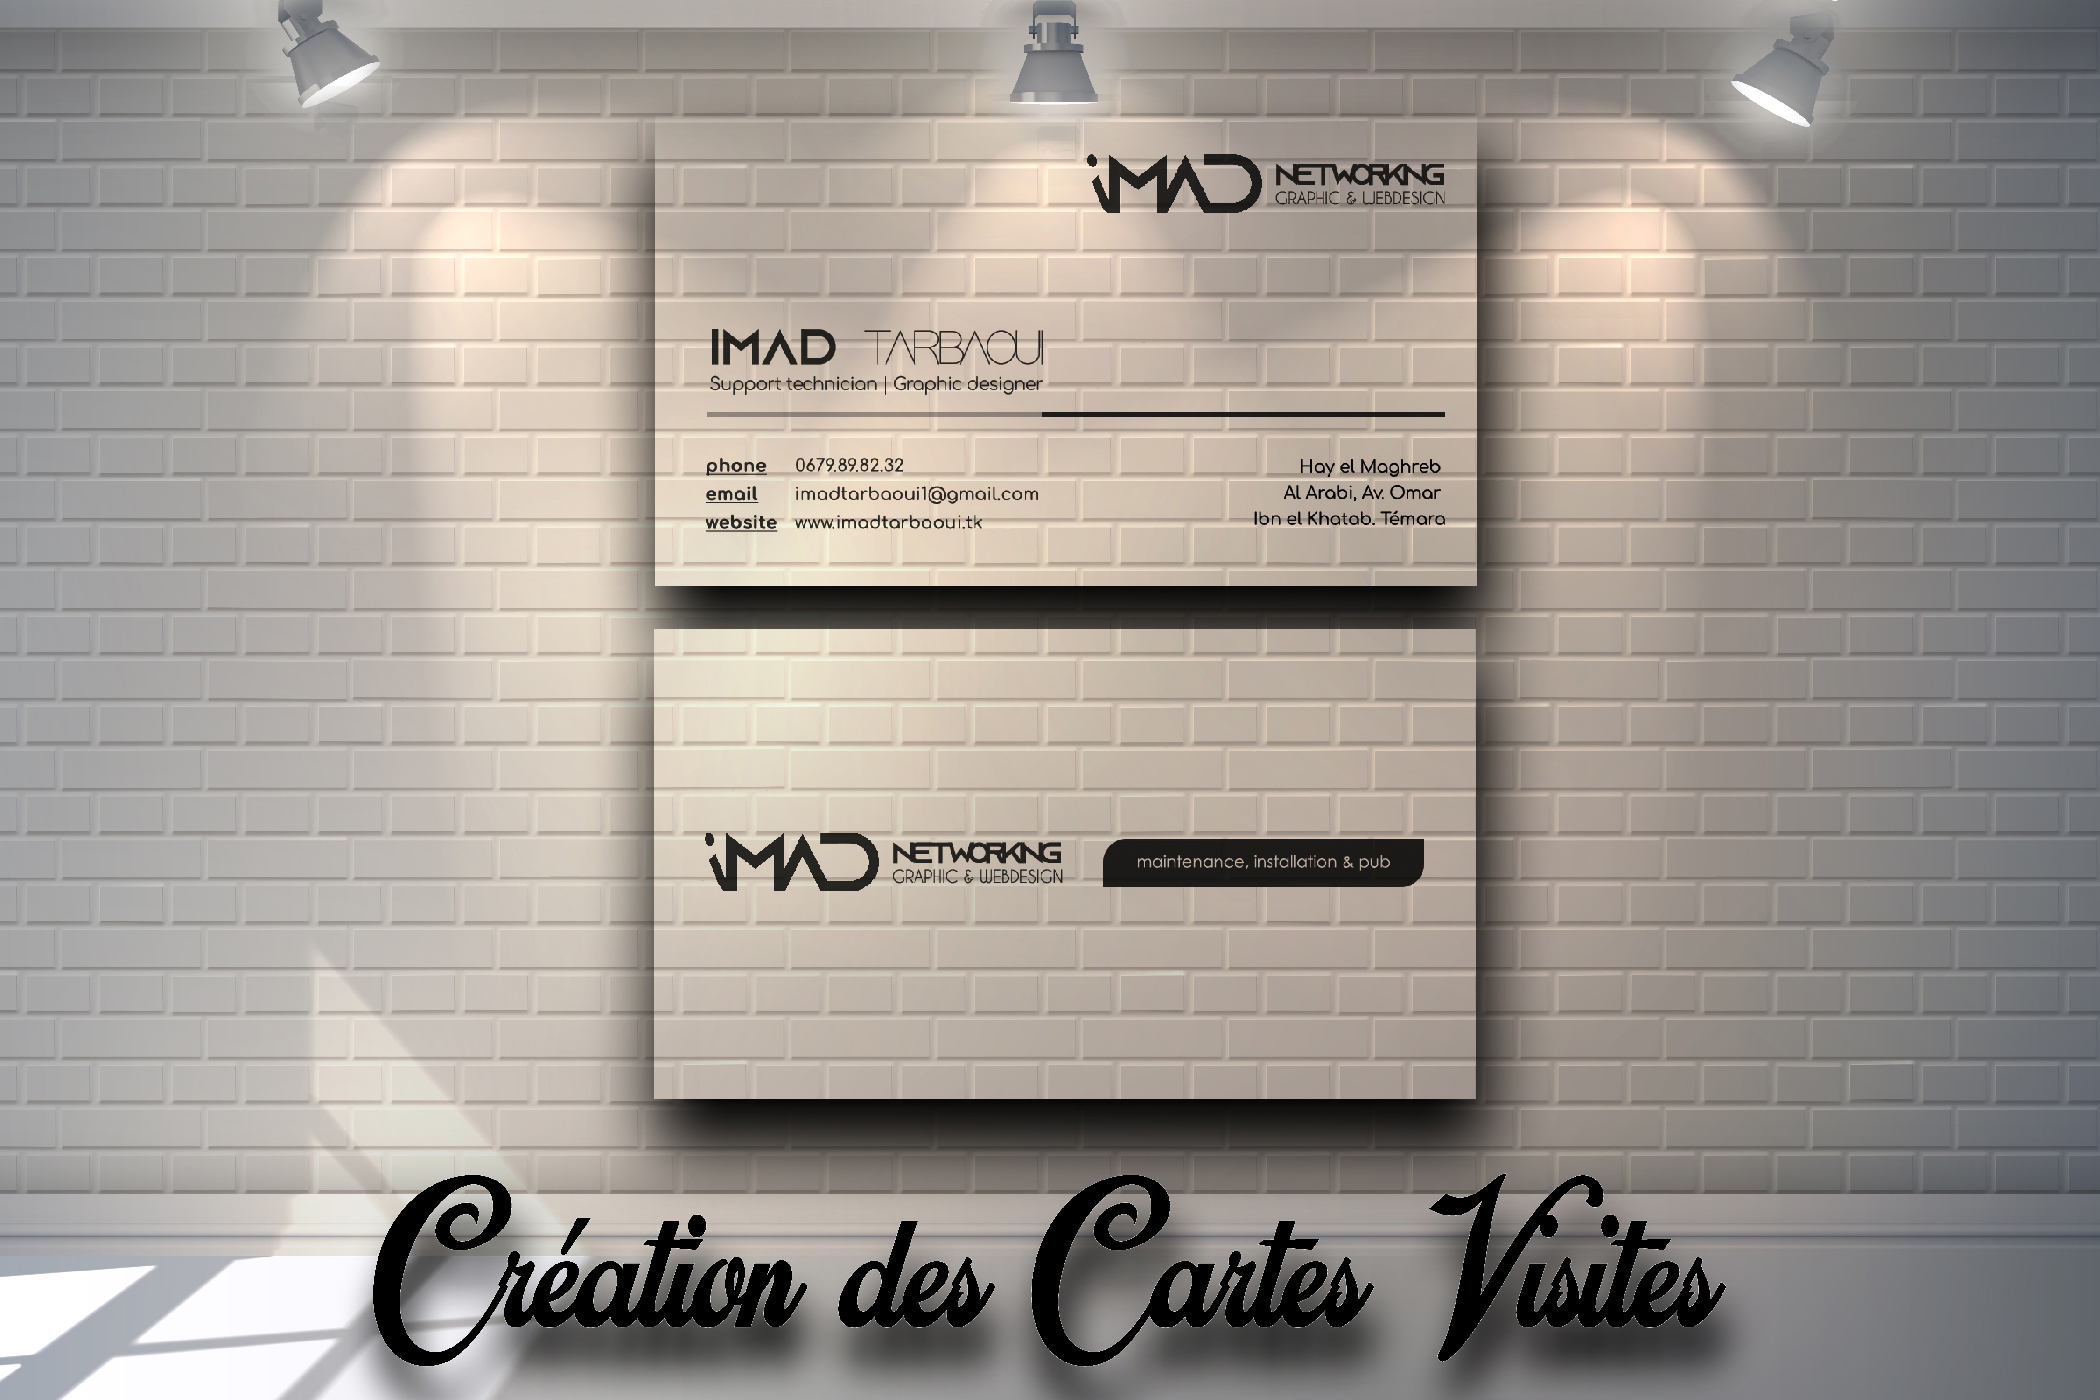 iMAD NETWORKING
GRAPHIC & WEBDESIGN
IMAD TARBAOUI
Support technician | Graphic designer
phone 0679.89.82.32
email imadtarbaoui1@gmail.com
website www.imadtarbaoui.tk
Hay el Maghreb
Al Arabi, Av. Omar
Ibn el Khatab. Témara
iMAD NETWORKING
GRAPHIC & WEBDESIGN
maintenance, installation & pub
Création des Cartes Visites